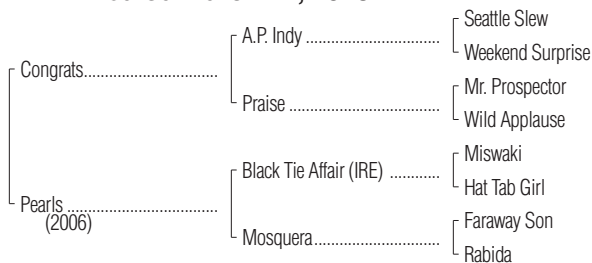 Seattle Slew
A.P. Indy ........................................
Weekend Surprise
Congrats........................................
Mr. Prospector
Praise ........................................
Wild Applause
Miswaki
Black Tie Affair (IRE) ............
Hat Tab Girl
Pearls ........................................
(2006)
Faraway Son
Mosquera........................................
Rabida